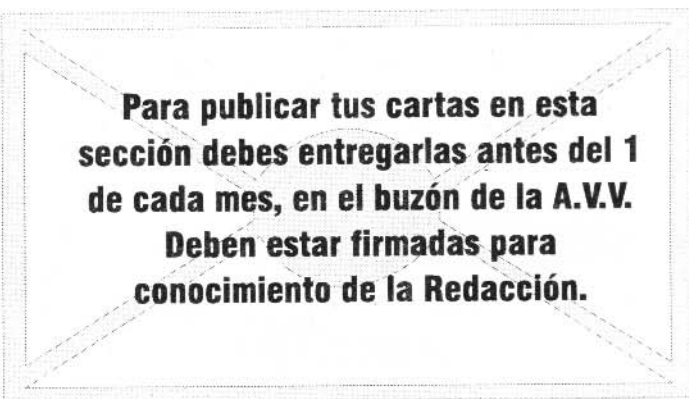 Para publicar tus cartas en esta
sección debes entregarlas antes del 1
de cada mes, en el buzón de la A.V.V.
Deben estar firmadas para
conocimiento de la Redacción.